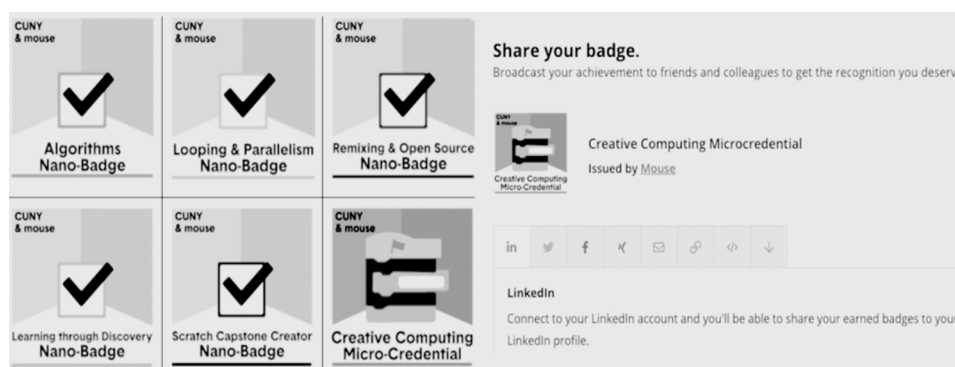 CUNY
& mouse
Algorithms
Nano-Badge
CUNY
& mouse
Looping & Parallelism
Nano-Badge
CUNY
& mouse
Remixing & Open Source
Nano-Badge
CUNY
& mouse
Learning through Discovery
Nano-Badge
CUNY
& mouse
Scratch Capstone Creator
Nano-Badge
CUNY
& mouse
Creative Computing
Micro-Credential
Share your badge.
Broadcast your achievement to friends and colleagues to get the recognition you deserv
CUNY
& mouse
Creative Computing
Micro-Credential
Creative Computing Microcredential
Issued by Mouse
in
f
LinkedIn
Connect to your LinkedIn account and you'll be able to share your earned badges to your
LinkedIn profile.